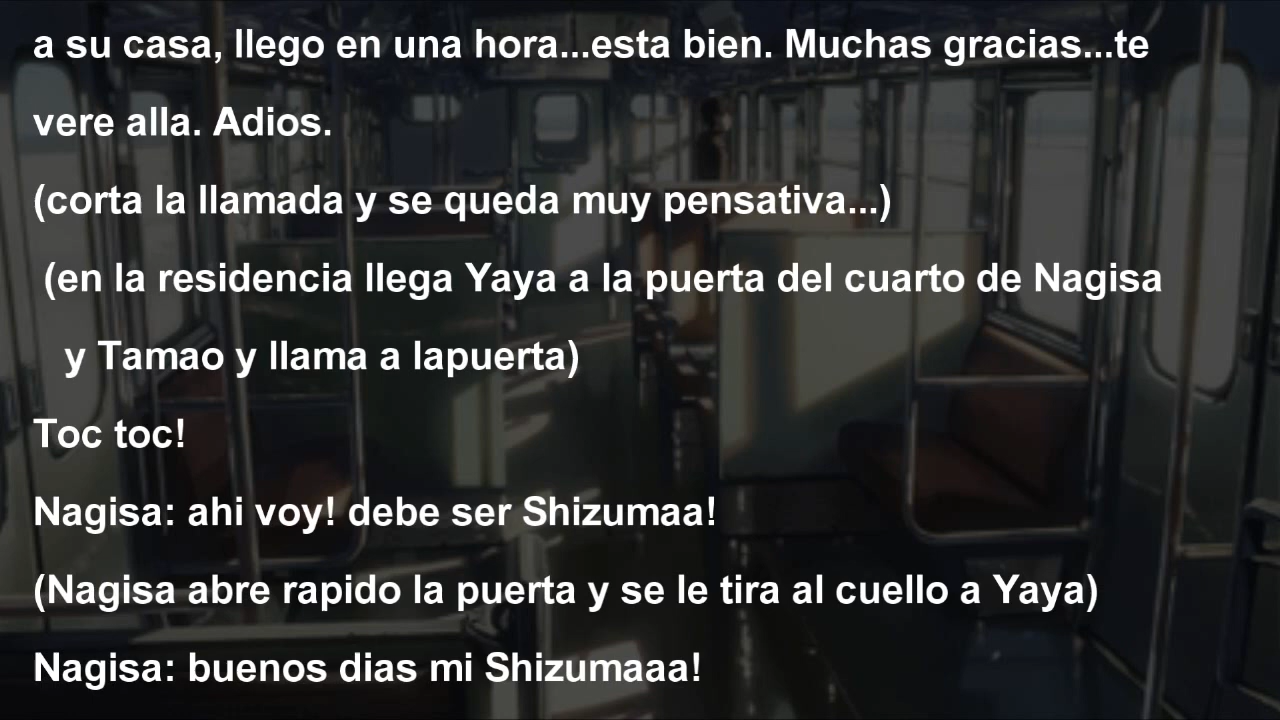 a su casa, llego en una hora...esta bien. Muchas gracias...te
vere alla. Adios.
(corta la llamada y se queda muy pensativa...)
(en la residencia llega Yaya a la puerta del cuarto de Nagisa
y Tamao y llama a lapuerta)
Toc toc!
Nagisa: ahi voy! debe ser Shizumaa!
(Nagisa abre rapido la puerta y se le tira al cuello a Yaya)
Nagisa: buenos dias mi Shizumaaa!